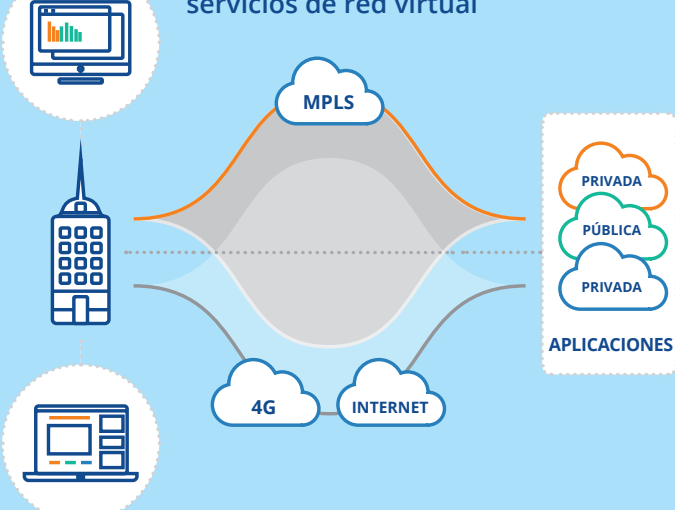 servicios de red virtual
MPLS
PRIVADA
PÚBLICA
PRIVADA
APLICACIONES
4G
INTERNET